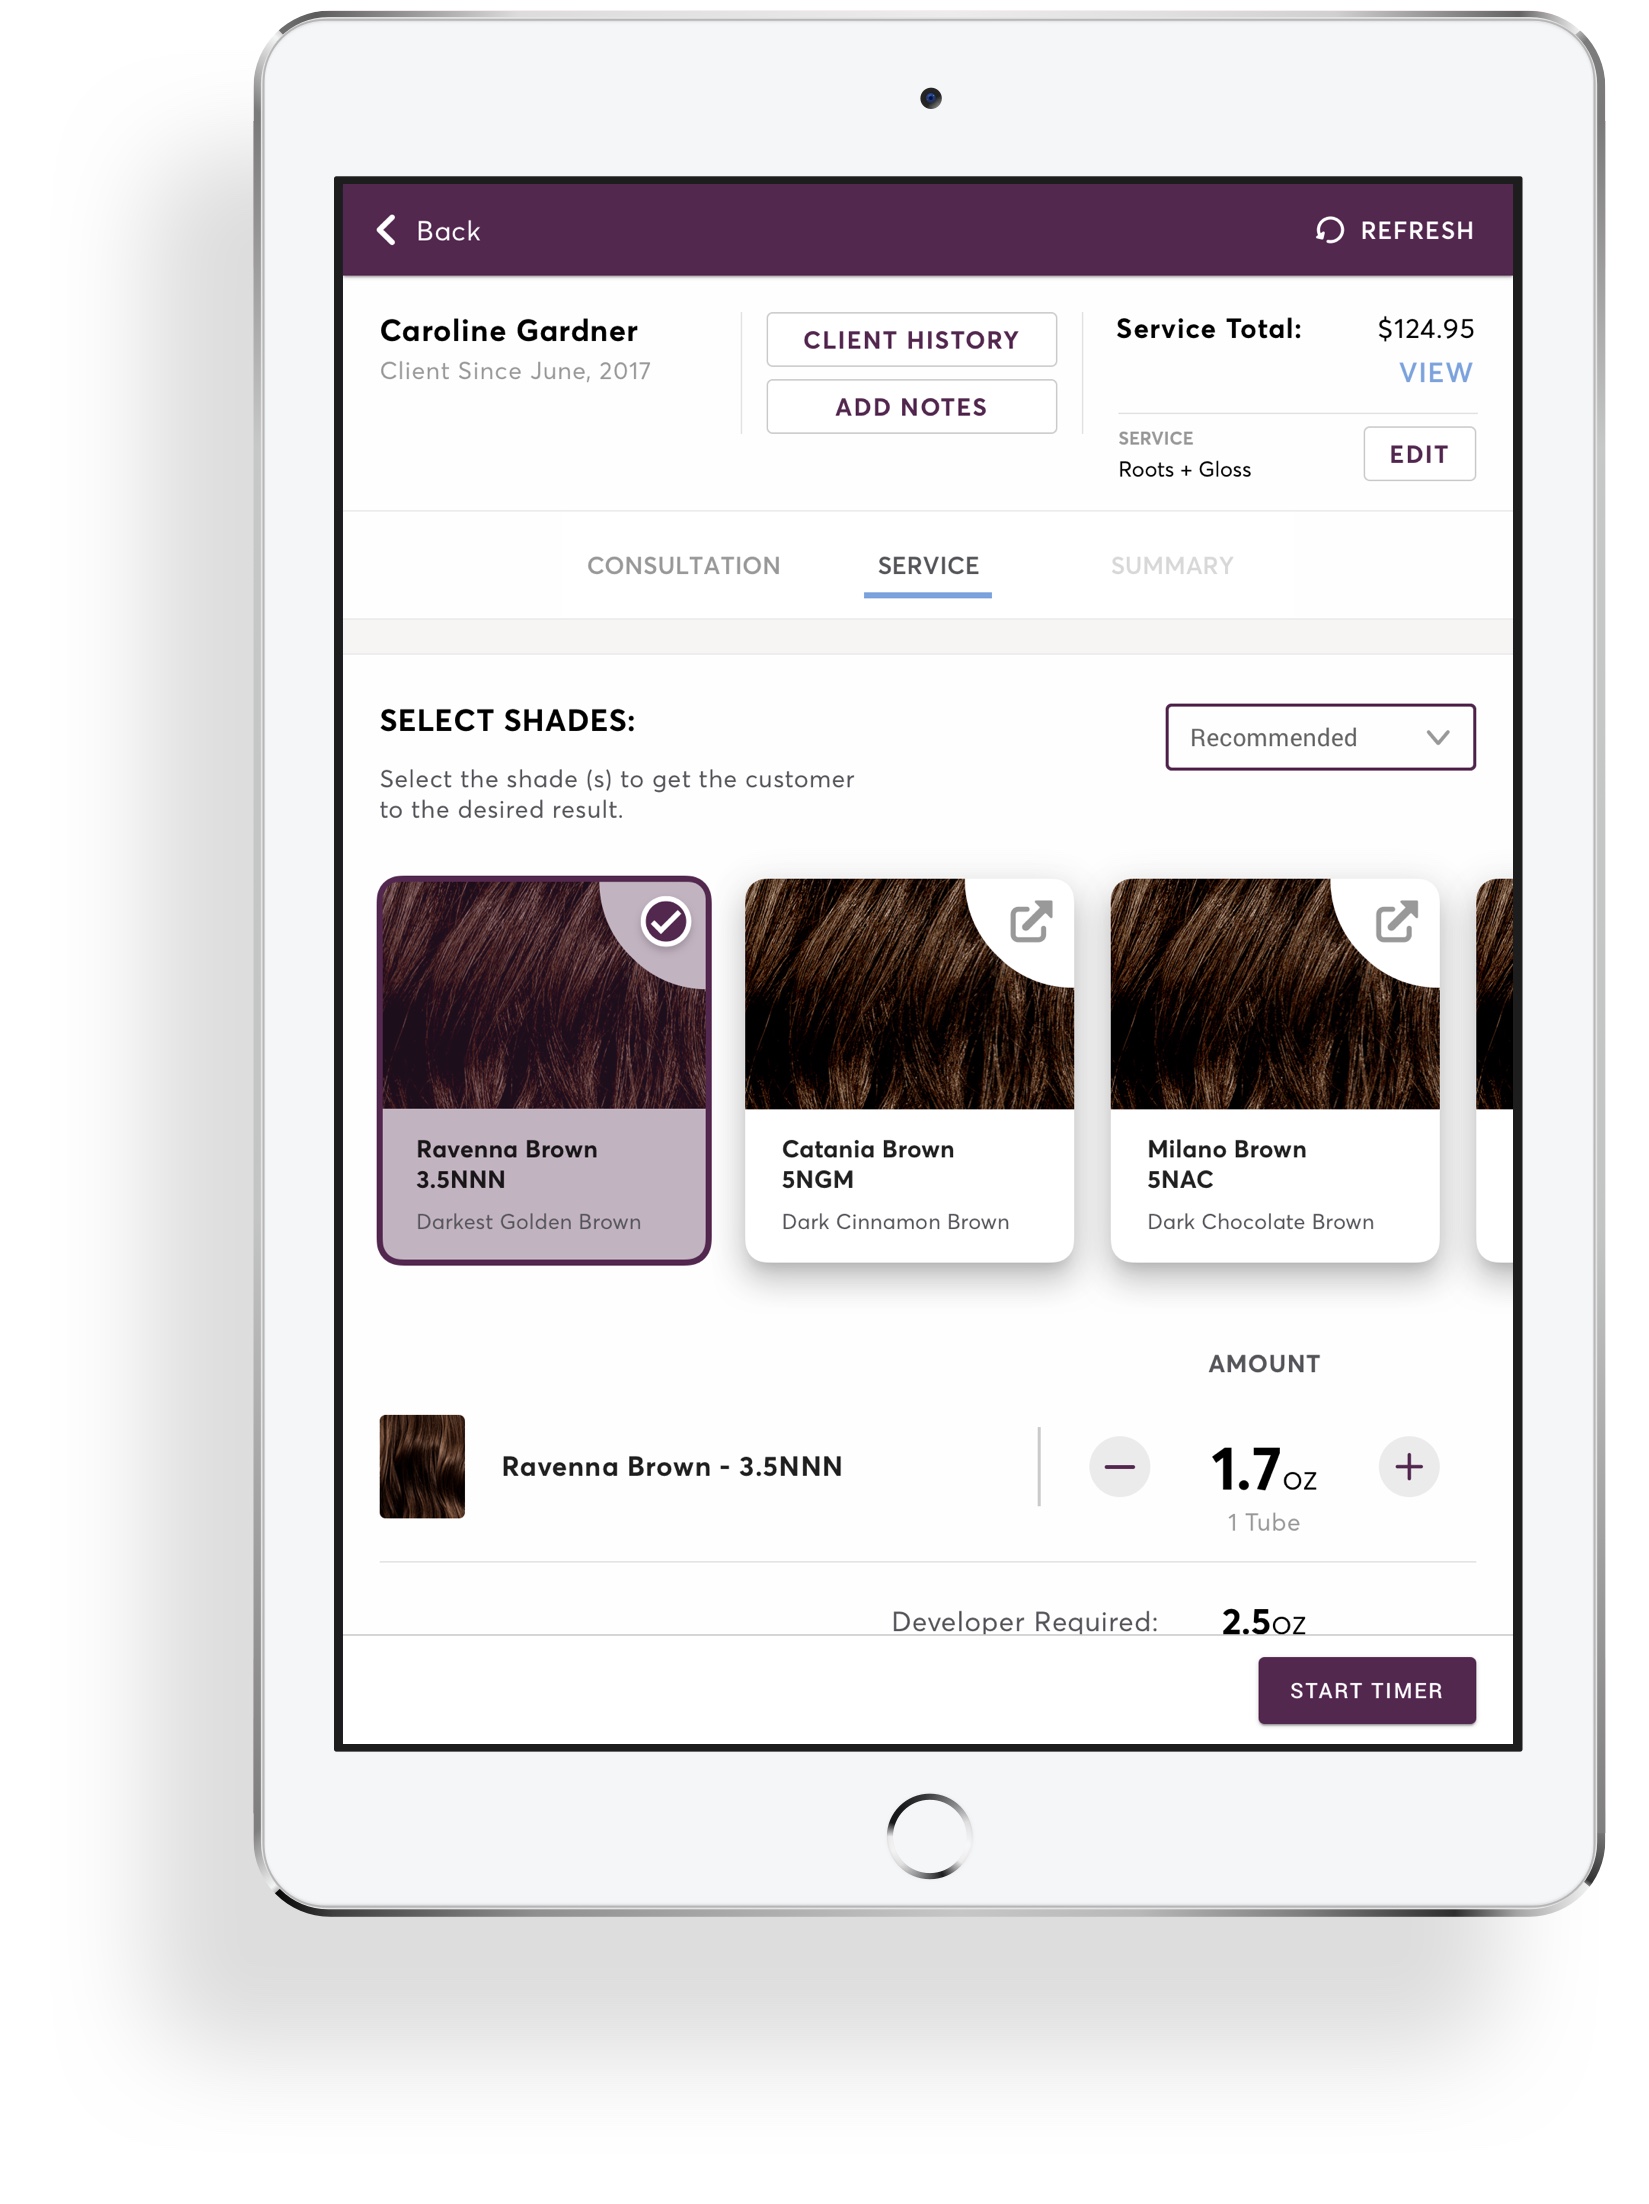 Back
REFRESH
Caroline Gardner
Client Since June, 2017
CLIENT HISTORY
ADD NOTES
Service Total: $124.95
VIEW
SERVICE
Roots + Gloss
EDIT
CONSULTATION
SERVICE
SUMMARY
SELECT SHADES:
Select the shade (s) to get the customer
to the desired result.
Recommended
Ravenna Brown
3.5NNN
Darkest Golden Brown
Catania Brown
5NGM
Dark Cinnamon Brown
Milano Brown
5NAC
Dark Chocolate Brown
AMOUNT
Ravenna Brown - 3.5NNN
1.7oz
1 Tube
Developer Required: 2.5oz
START TIMER